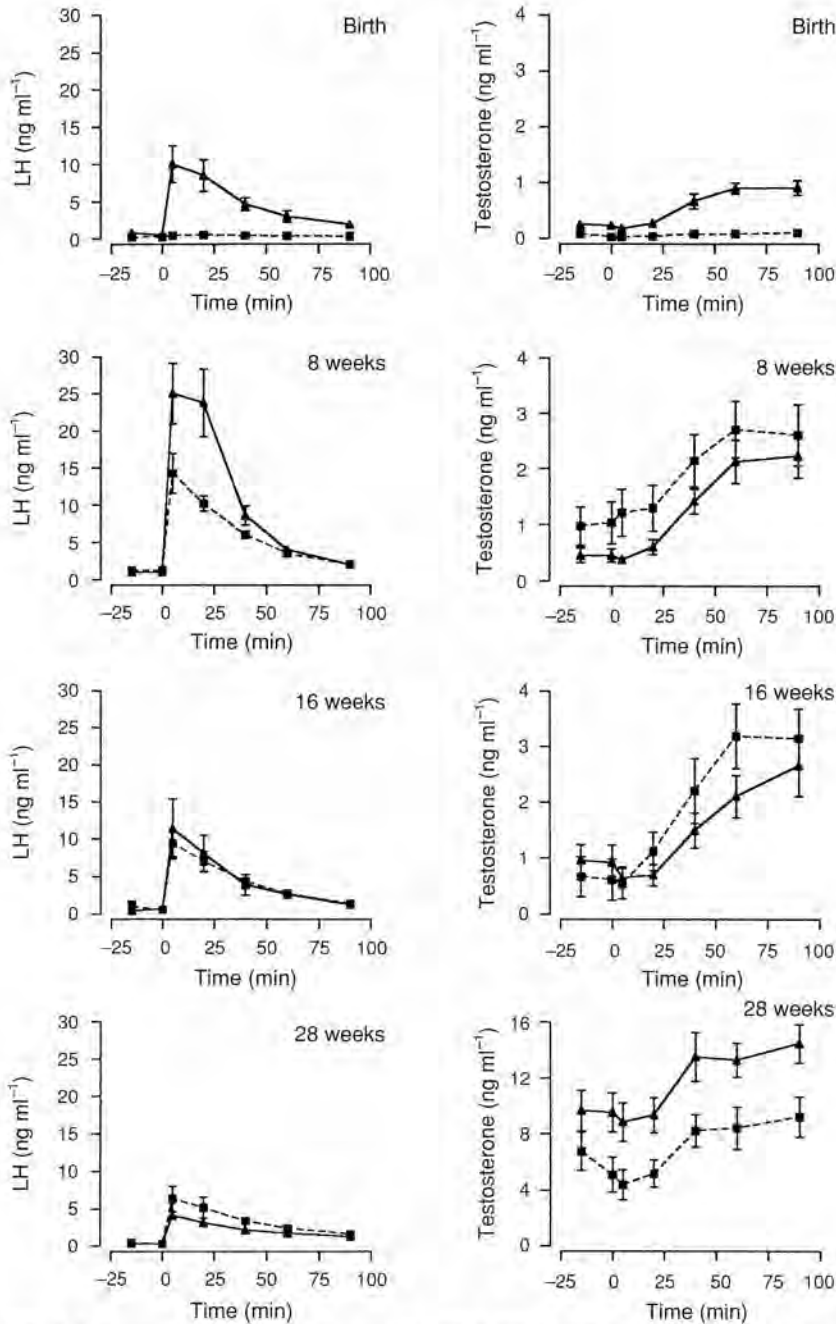 Birth
30
25
20
15
10
5
0
LH (ng ml⁻¹)
−25 0 25 50 75 100
Time (min)
Birth
4
3
2
1
0
Testosterone (ng ml⁻¹)
−25 0 25 50 75 100
Time (min)
8 weeks
30
25
20
15
10
5
0
LH (ng ml⁻¹)
−25 0 25 50 75 100
Time (min)
8 weeks
4
3
2
1
0
Testosterone (ng ml⁻¹)
−25 0 25 50 75 100
Time (min)
16 weeks
30
25
20
15
10
5
0
LH (ng ml⁻¹)
−25 0 25 50 75 100
Time (min)
16 weeks
4
3
2
1
0
Testosterone (ng ml⁻¹)
−25 0 25 50 75 100
Time (min)
28 weeks
30
25
20
15
10
5
0
LH (ng ml⁻¹)
−25 0 25 50 75 100
Time (min)
28 weeks
16
12
8
4
0
Testosterone (ng ml⁻¹)
−25 0 25 50 75 100
Time (min)